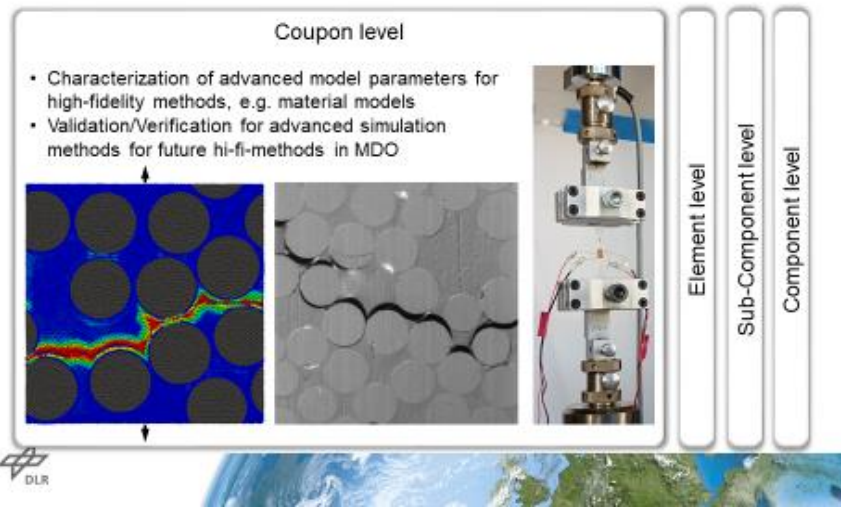 Coupon level
• Characterization of advanced model parameters for
high-fidelity methods, e.g. material models
• Validation/Verification for advanced simulation
methods for future hi-fi-methods in MDO
Element level
Sub-Component level
Component level
DLR